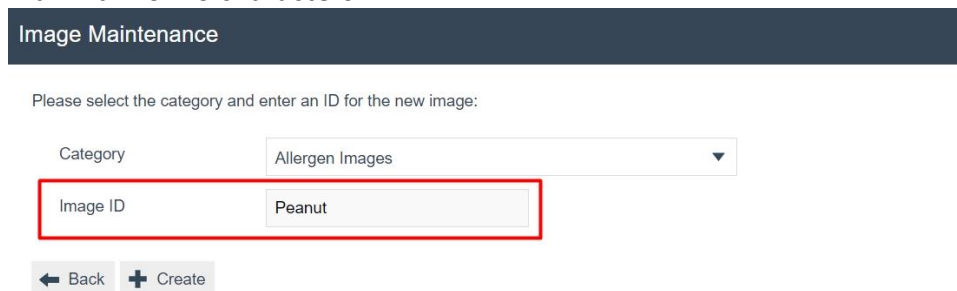 Image Maintenance
Please select the category and enter an ID for the new image:
Category Allergen Images
Image ID Peanut
Back Create